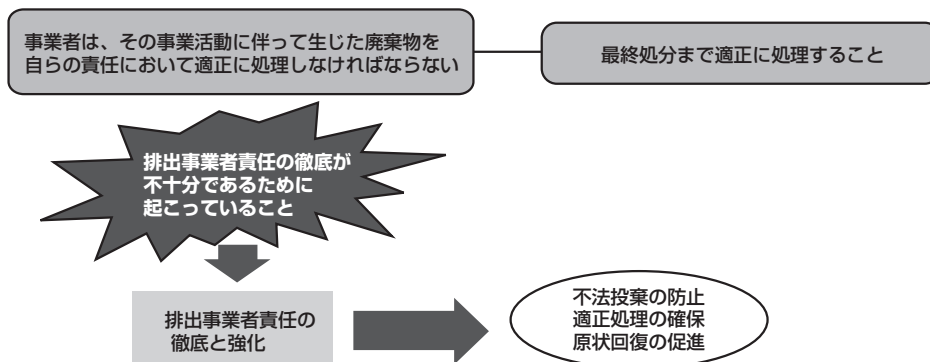 事業者は、その事業活動に伴って生じた廃棄物を
自らの責任において適正に処理しなければならない
最終処分まで適正に処理すること
排出事業者責任の徹底が
不十分であるために
起こっていること
排出事業者責任の
徹底と強化
不法投棄の防止
適正処理の確保
原状回復の促進